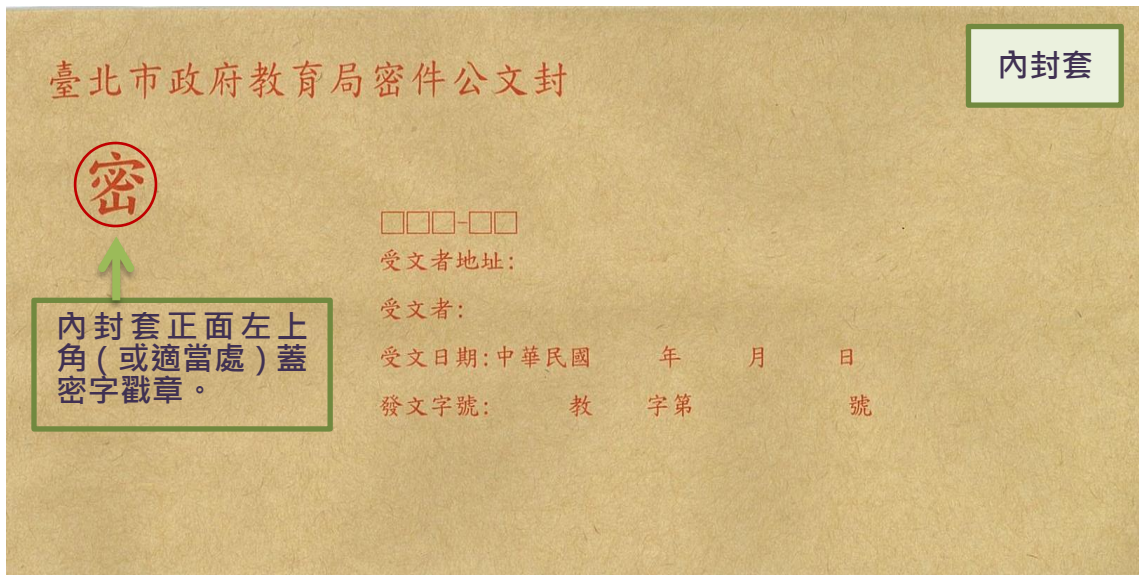 臺北市政府教育局密件公文封
內封套
密
□□□-□□
受文者地址:
受文者:
受文日期:中華民國 年 月 日
發文字號: 教 字第 號
內封套正面左上
角(或適當處)蓋
密字戳章。